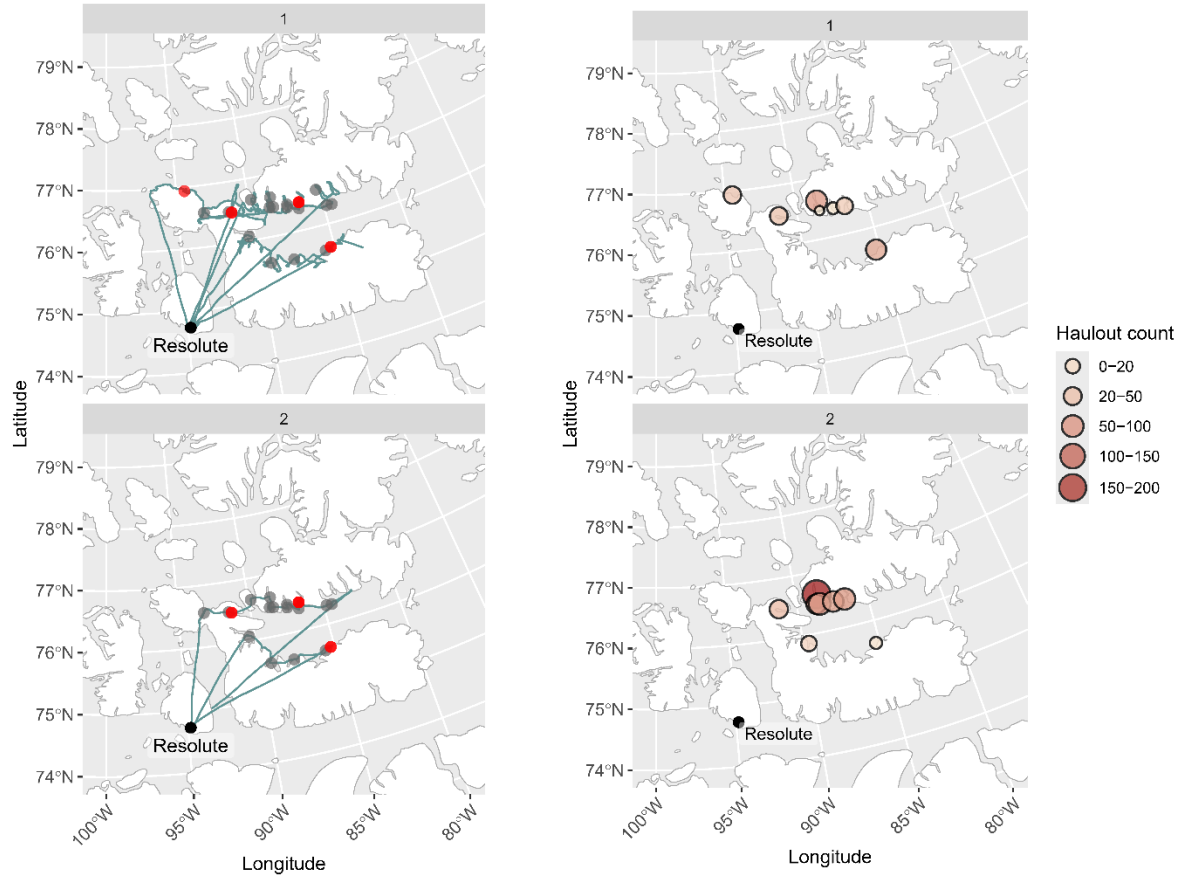 1
79°N
78°N
77°N
76°N
75°N
74°N
Resolute
2
79°N
78°N
77°N
76°N
75°N
74°N
Resolute
100°W
95°W
90°W
85°W
80°W
Latitude
Longitude
1
79°N
78°N
77°N
76°N
75°N
74°N
Resolute
2
79°N
78°N
77°N
76°N
75°N
74°N
Resolute
100°W
95°W
90°W
85°W
80°W
Latitude
Longitude
Haulout count
0−20
20−50
50−100
100−150
150−200